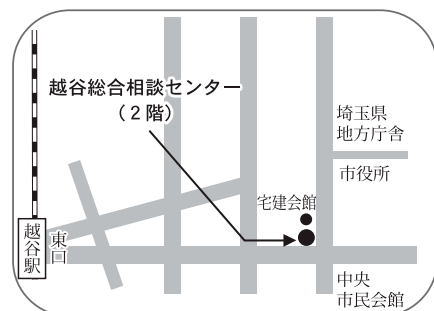 越谷総合相談センター
（２階）
埼玉県
地方庁舎
市役所
宅建会館
越谷駅
東口
中央
市民会館